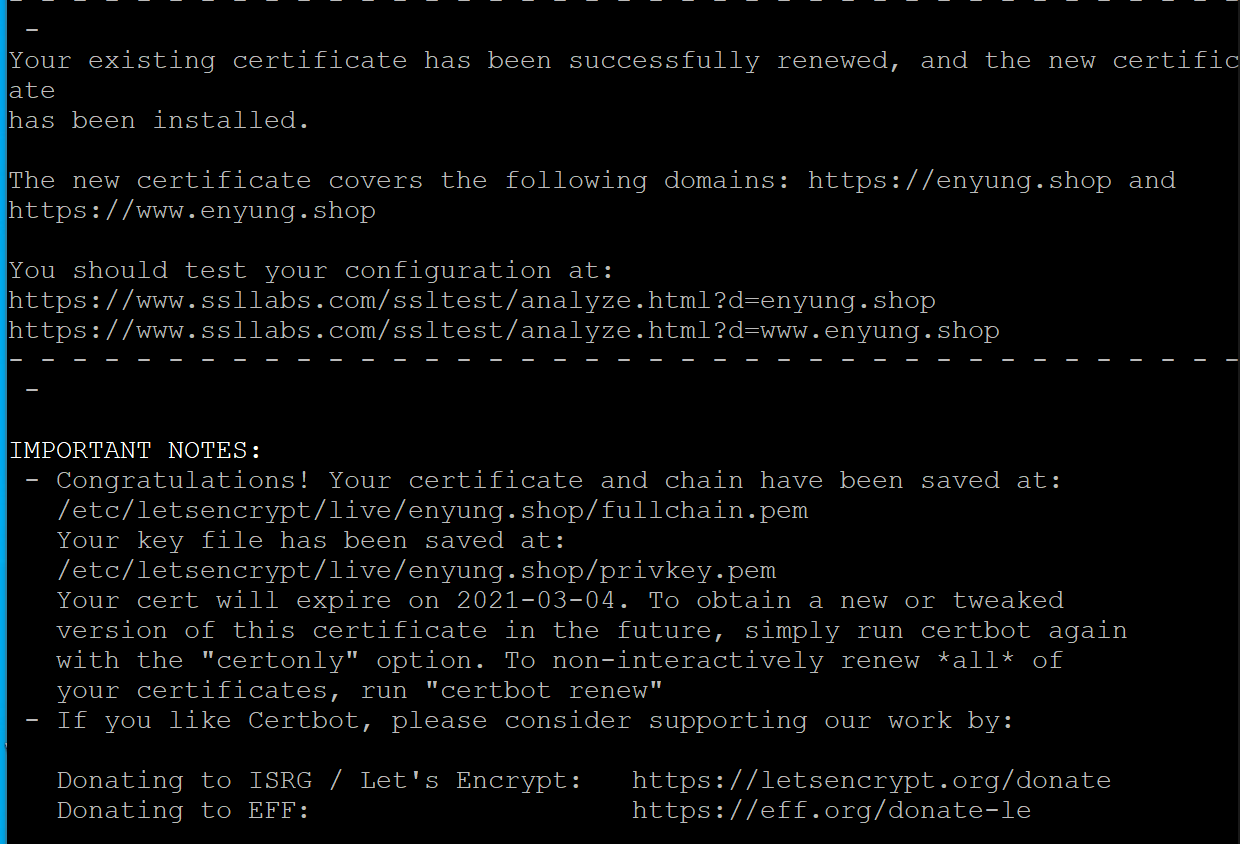 - - - - - - - - - - - - - - - - - - - - - - - - - - - - - - - - - - - - - - -
 -
Your existing certificate has been successfully renewed, and the new certific
ate
has been installed.

The new certificate covers the following domains: https://enyung.shop and
https://www.enyung.shop

You should test your configuration at:
https://www.ssllabs.com/ssltest/analyze.html?d=enyung.shop
https://www.ssllabs.com/ssltest/analyze.html?d=www.enyung.shop
- - - - - - - - - - - - - - - - - - - - - - - - - - - - - - - - - - - - - - -
 -

IMPORTANT NOTES:
 - Congratulations! Your certificate and chain have been saved at:
   /etc/letsencrypt/live/enyung.shop/fullchain.pem
   Your key file has been saved at:
   /etc/letsencrypt/live/enyung.shop/privkey.pem
   Your cert will expire on 2021-03-04. To obtain a new or tweaked
   version of this certificate in the future, simply run certbot again
   with the "certonly" option. To non-interactively renew *all* of
   your certificates, run "certbot renew"
 - If you like Certbot, please consider supporting our work by:

   Donating to ISRG / Let's Encrypt:   https://letsencrypt.org/donate
   Donating to EFF:                    https://eff.org/donate-le